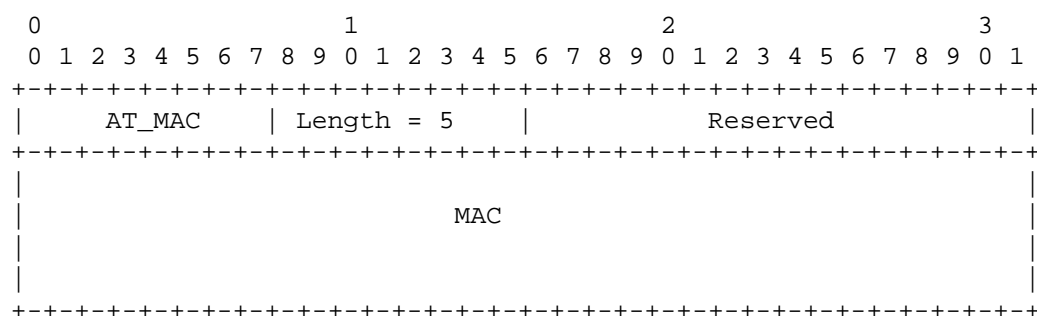 0                   1                   2                   3
 0 1 2 3 4 5 6 7 8 9 0 1 2 3 4 5 6 7 8 9 0 1 2 3 4 5 6 7 8 9 0 1
+-+-+-+-+-+-+-+-+-+-+-+-+-+-+-+-+-+-+-+-+-+-+-+-+-+-+-+-+-+-+-+-+
|     AT_MAC    | Length = 5    |           Reserved            |
+-+-+-+-+-+-+-+-+-+-+-+-+-+-+-+-+-+-+-+-+-+-+-+-+-+-+-+-+-+-+-+-+
|                                                               |
|                           MAC                                 |
|                                                               |
|                                                               |
+-+-+-+-+-+-+-+-+-+-+-+-+-+-+-+-+-+-+-+-+-+-+-+-+-+-+-+-+-+-+-+-+